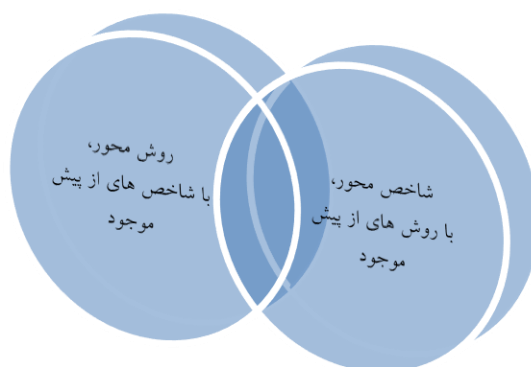 روش محور،
با شاخص های از پیش
موجود
شاخص محور،
با روش های از پیش
موجود